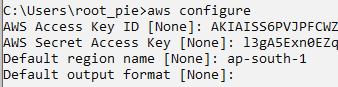 C:\Users\root_pie>aws configure
AWS Access Key ID [None]: AKIAISS6PVJPFCWZ
AWS Secret Access Key [None]: l3gA5Exn0EZq
Default region name [None]: ap-south-1
Default output format [None]: